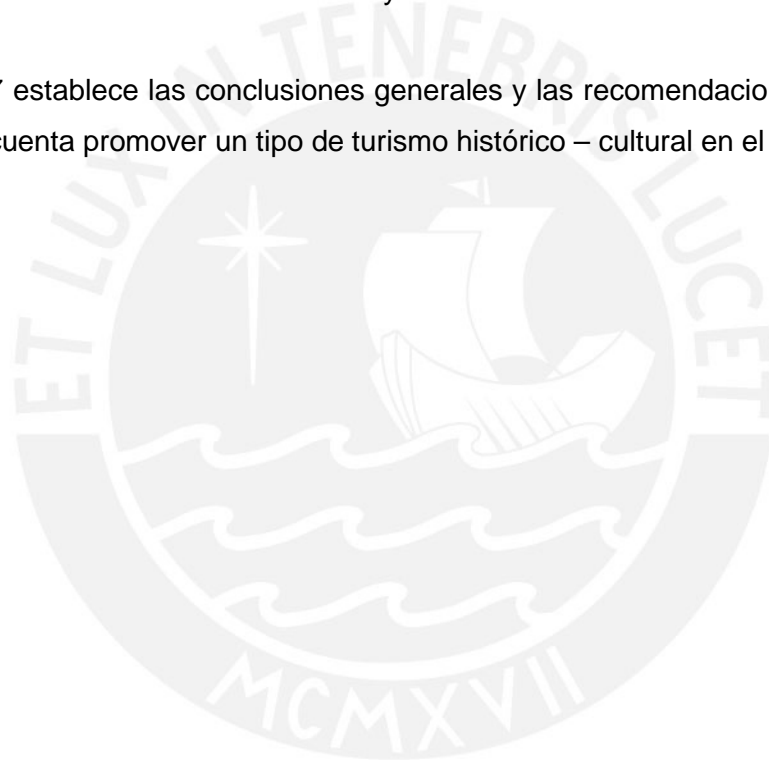 y
7 establece las conclusiones generales y las recomendacio
cuenta promover un tipo de turismo histórico – cultural en el
ET LUX IN TENEBRIS LUCET
MCMXVII